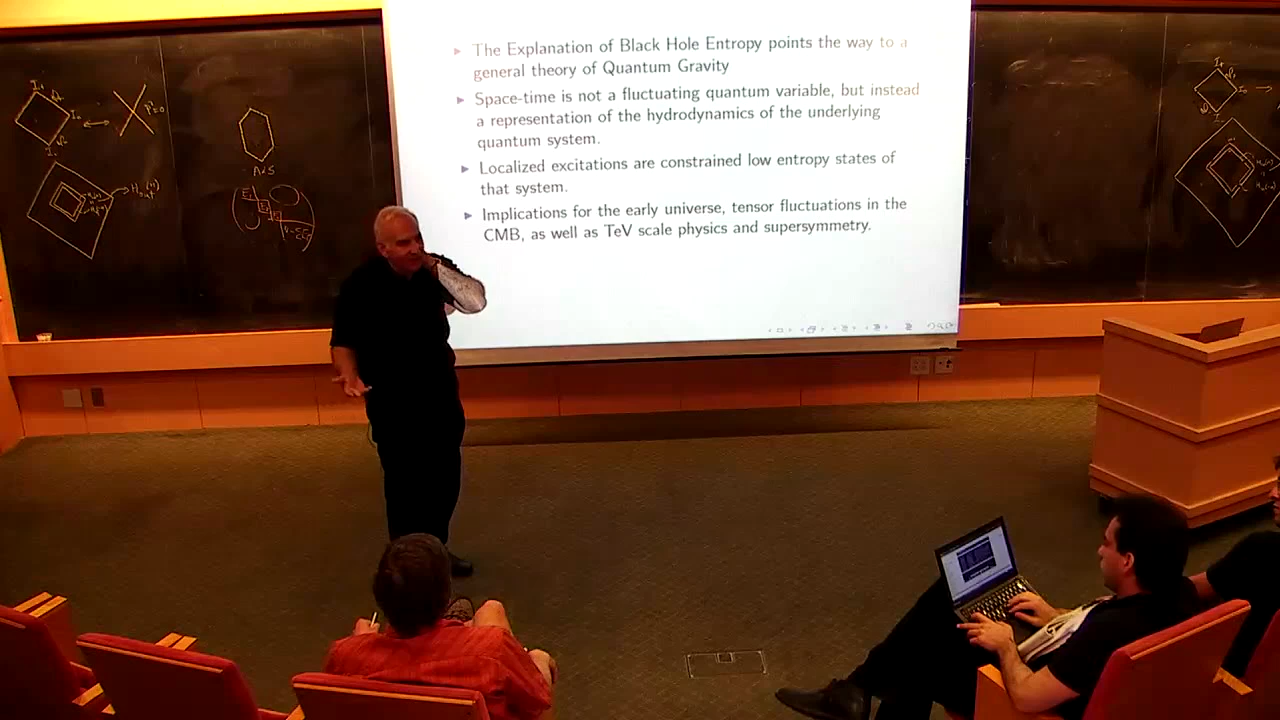 The Explanation of Black Hole Entropy points the way to a
general theory of Quantum Gravity
Space-time is not a fluctuating quantum variable, but instead
a representation of the hydrodynamics of the underlying
quantum system.
Localized excitations are constrained low entropy states of
that system.
Implications for the early universe, tensor fluctuations in the
CMB, as well as TeV scale physics and supersymmetry.